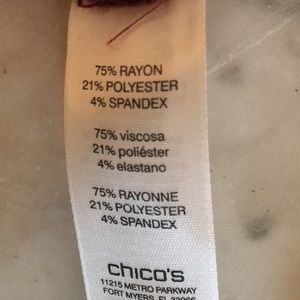 75% RAYON
21% POLYESTER
4% SPANDEX
75% viscosa
21% poliéster
4% elastano
75% RAYONNE
21% POLYESTER
4% SPANDEX
chico's
11215 METRO PARKWAY
FORT MYERS, FL 33966